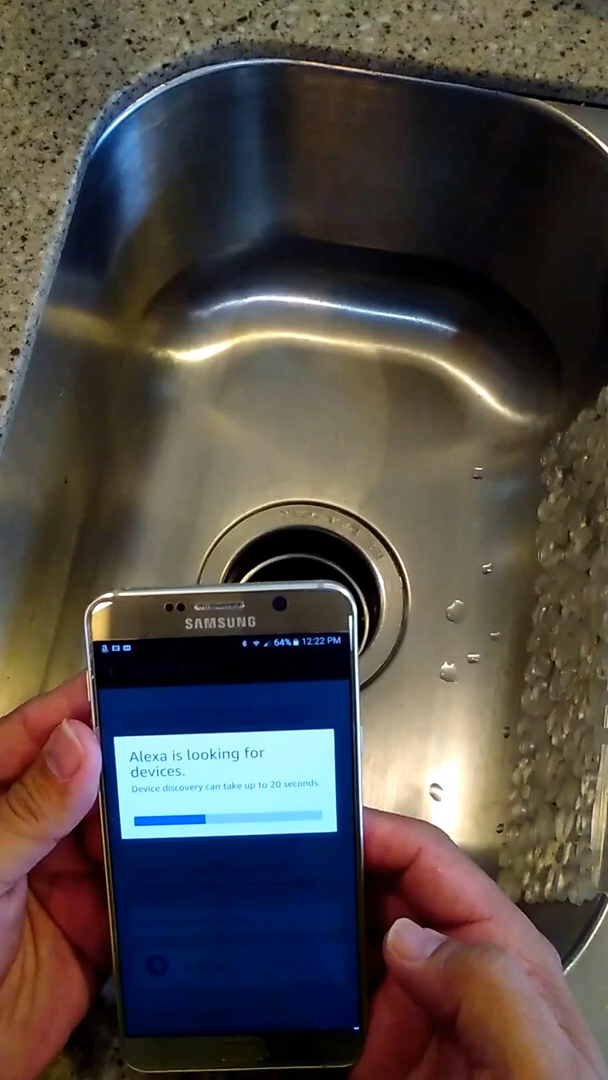 SAMSUNG
64% 12:22 PM
Alexa is looking for
devices.
Device discovery can take up to 20 seconds.